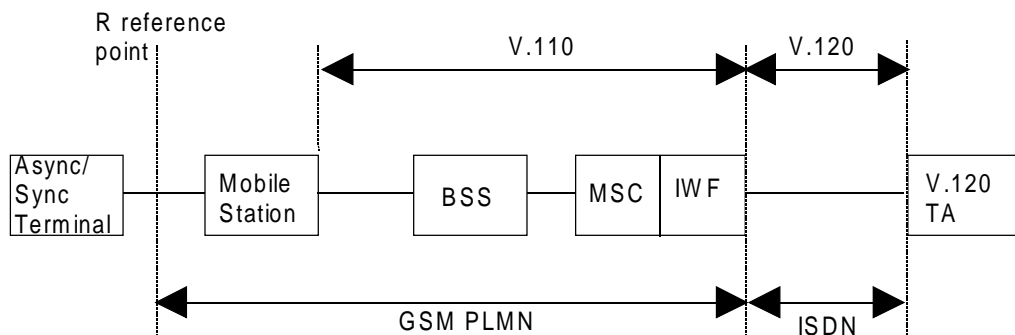 R reference
point
V.110
V.120
Async/
Sync
Terminal
Mobile
Station
BSS
MSC
IWF
V.120
TA
GSM PLMN
ISDN